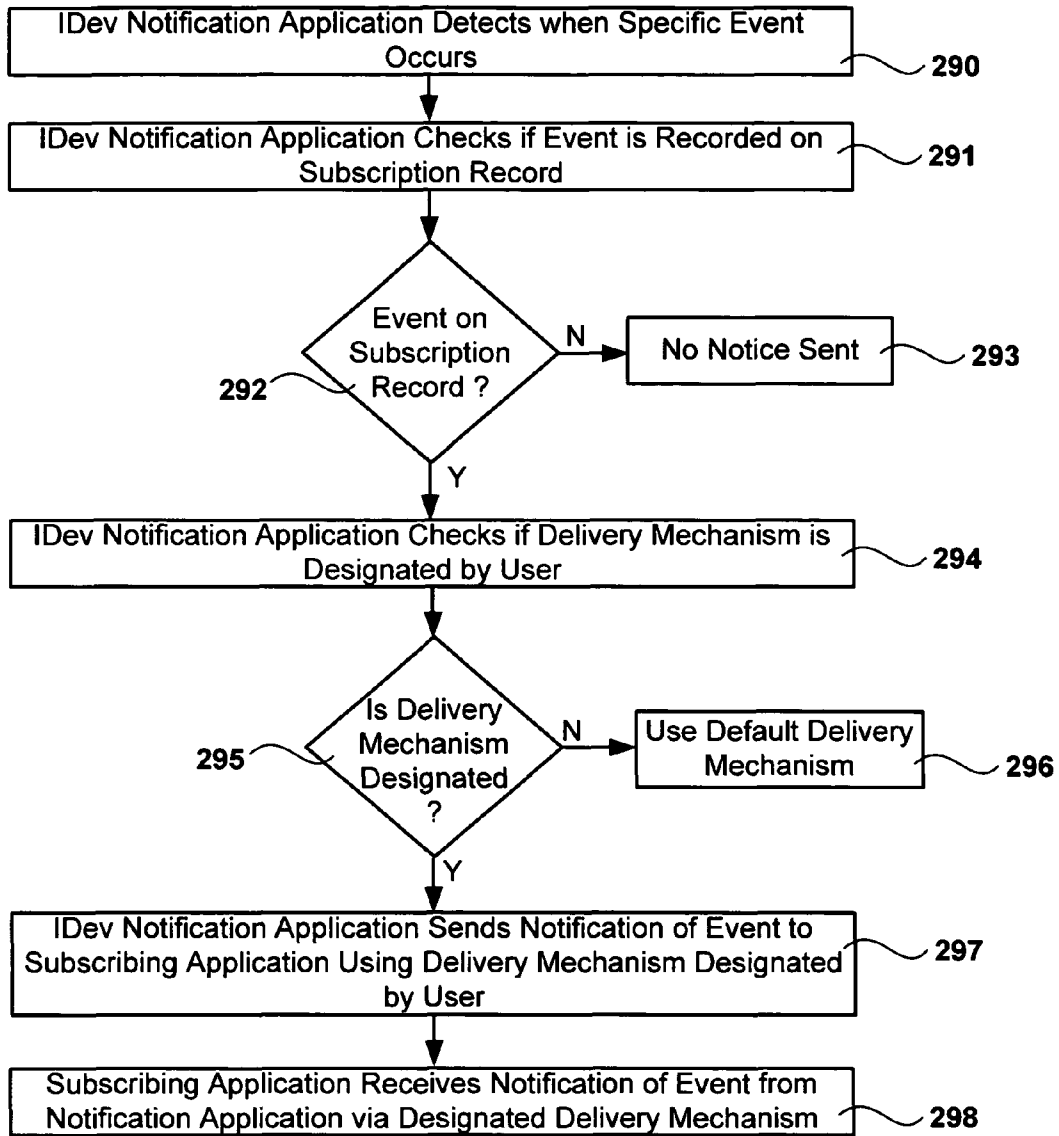 IDev Notification Application Detects when Specific Event
Occurs
290
IDev Notification Application Checks if Event is Recorded on
Subscription Record
291
Event on
Subscription
Record ?
292
N
No Notice Sent
293
Y
IDev Notification Application Checks if Delivery Mechanism is
Designated by User
294
Is Delivery
Mechanism
Designated
?
295
N
Use Default Delivery
Mechanism
296
Y
IDev Notification Application Sends Notification of Event to
Subscribing Application Using Delivery Mechanism Designated
by User
297
Subscribing Application Receives Notification of Event from
Notification Application via Designated Delivery Mechanism
298